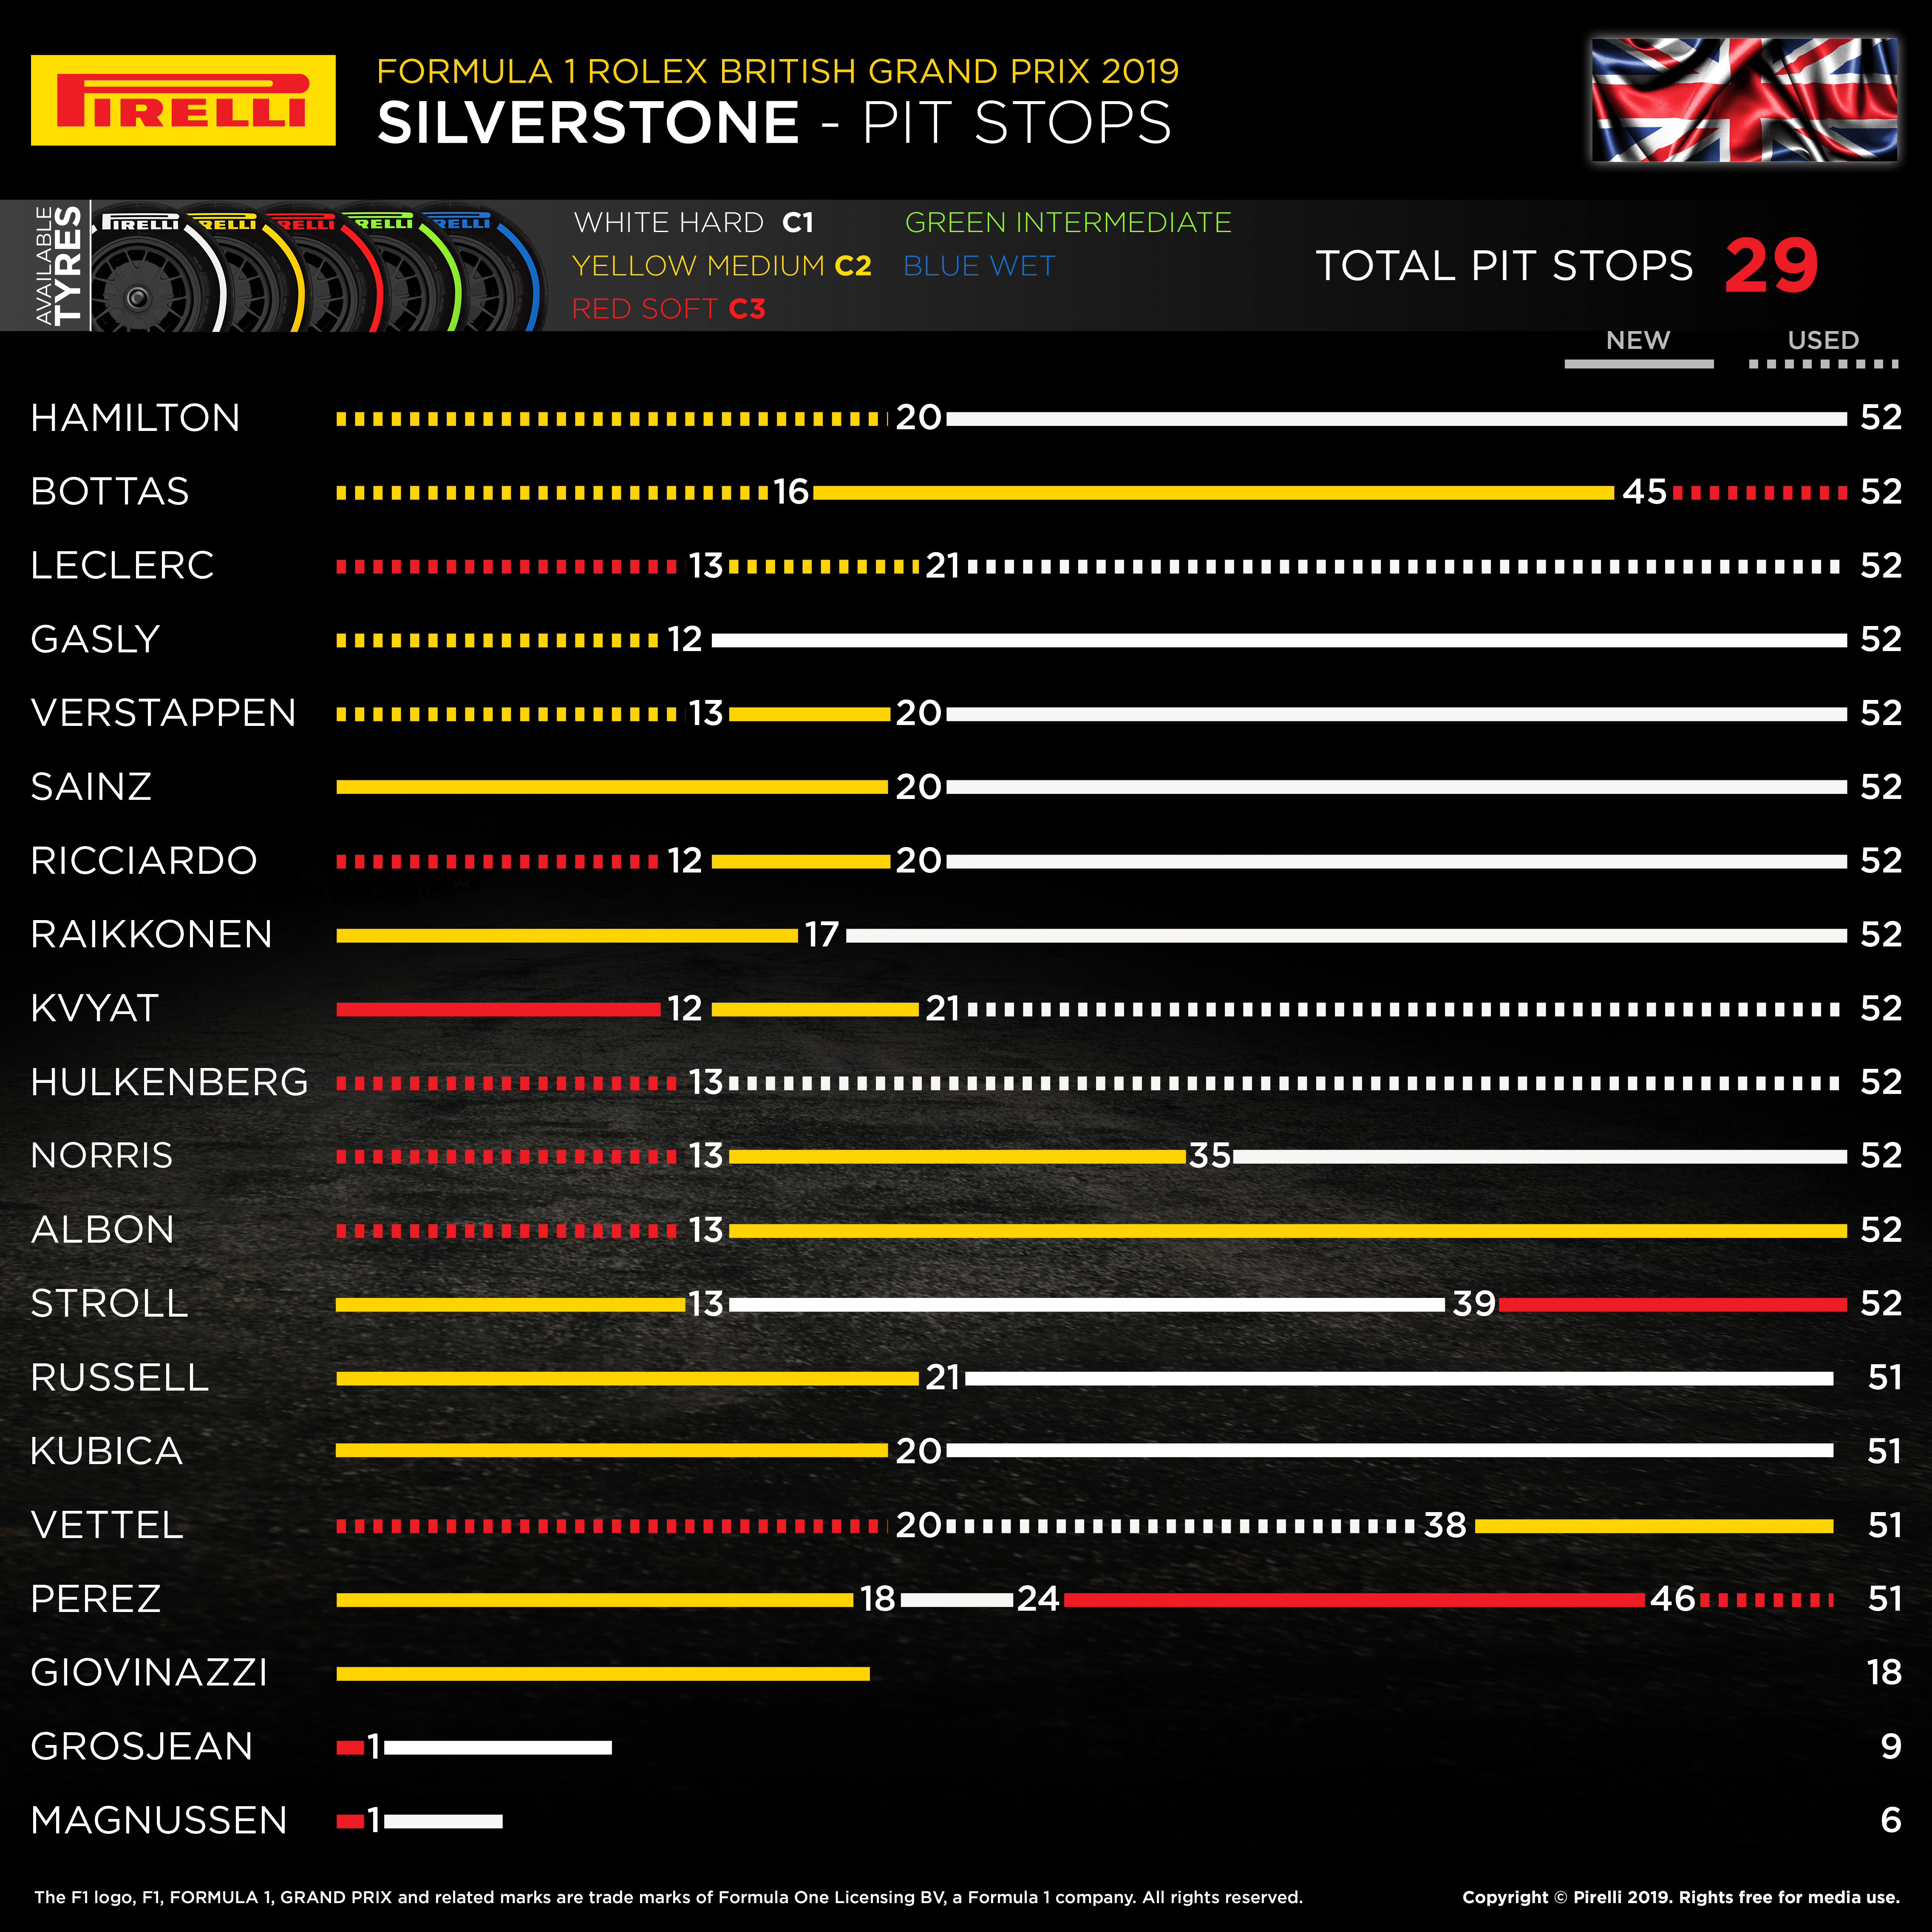 PIRELLI
FORMULA 1 ROLEX BRITISH GRAND PRIX 2019
SILVERSTONE - PIT STOPS
AVAILABLE
TYRES
PIRELLI
RELLI
RELLI
RELLI
RELLI
WHITE HARD C1
GREEN INTERMEDIATE
YELLOW MEDIUM C2
BLUE WET
RED SOFT C3
TOTAL PIT STOPS 29
NEW USED
HAMILTON 20 52
BOTTAS 16 45 52
LECLERC 13 21 52
GASLY 12 52
VERSTAPPEN 13 20 52
SAINZ 20 52
RICCIARDO 12 20 52
RAIKKONEN 17 52
KVYAT 12 21 52
HULKENBERG 13 52
NORRIS 13 35 52
ALBON 13 52
STROLL 13 39 52
RUSSELL 21 51
KUBICA 20 51
VETTEL 20 38 51
PEREZ 18 24 46 51
GIOVINAZZI 18
GROSJEAN 1 9
MAGNUSSEN 1 6
The F1 logo, F1, FORMULA 1, GRAND PRIX and related marks are trade marks of Formula One Licensing BV, a Formula 1 company. All rights reserved.
Copyright © Pirelli 2019. Rights free for media use.